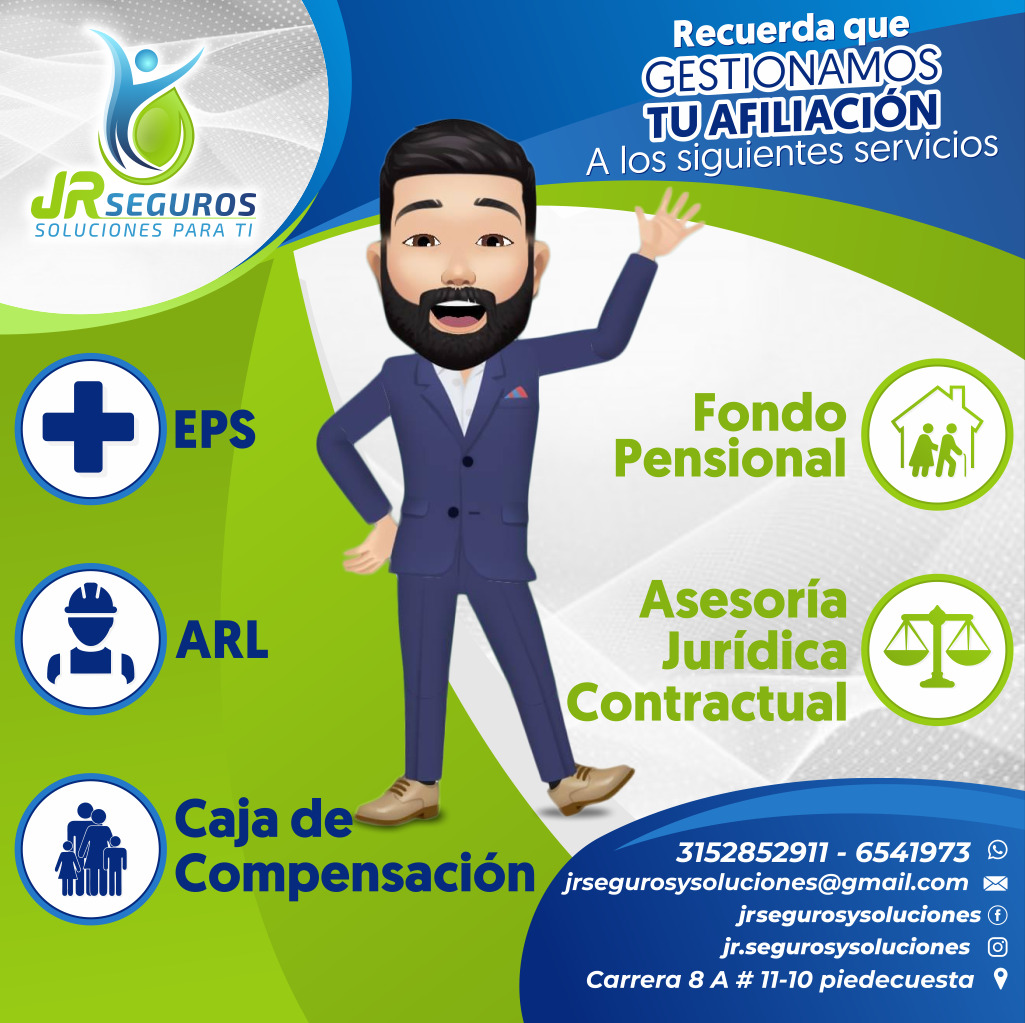 JR SEGUROS
SOLUCIONES PARA TI
Recuerda que
GESTIONAMOS
TU AFILIACIÓN
A los siguientes servicios
EPS
ARL
Caja de
Compensación
Fondo
Pensional
Asesoría
Jurídica
Contractual
3152852911 - 6541973
jrsegurosysoluciones@gmail.com
jrsegurosysoluciones
jr.segurosysoluciones
Carrera 8 A # 11-10 piedecuesta